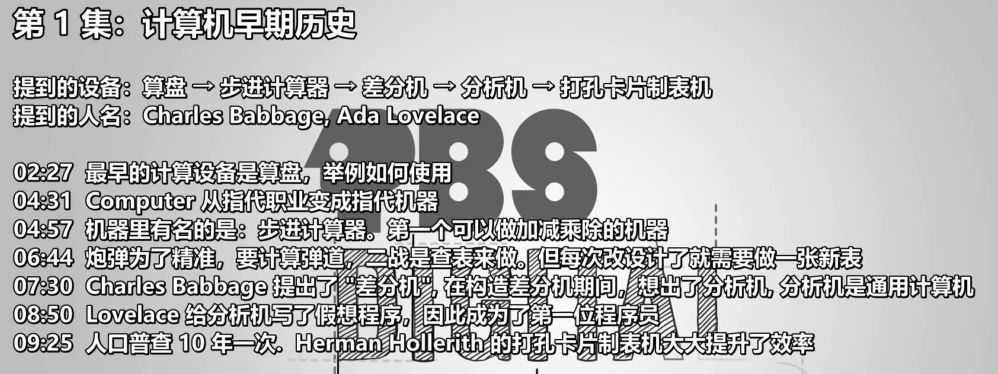 第 1 集：计算机早期历史
提到的设备：算盘 → 步进计算器 → 差分机 → 分析机 → 打孔卡片制表机
提到的人名：Charles Babbage, Ada Lovelace
PBS
02:27 最早的计算设备是算盘，举例如何使用
04:31 Computer 从指代职业变成指代机器
04:57 机器里有名的是：步进计算器。第一个可以做加减乘除的机器
06:44 炮弹为了精准，要计算弹道，二战是查表来做。但每次改设计了就需要做一张新表
07:30 Charles Babbage 提出了 "差分机"，在构造差分机期间，想出了分析机, 分析机是通用计算机
08:50 Lovelace 给分析机写了假想程序，因此成为了第一位程序员
09:25 人口普查 10 年一次. Herman Hollerith 的打孔卡片制表机大大提升了效率
DIGITAL